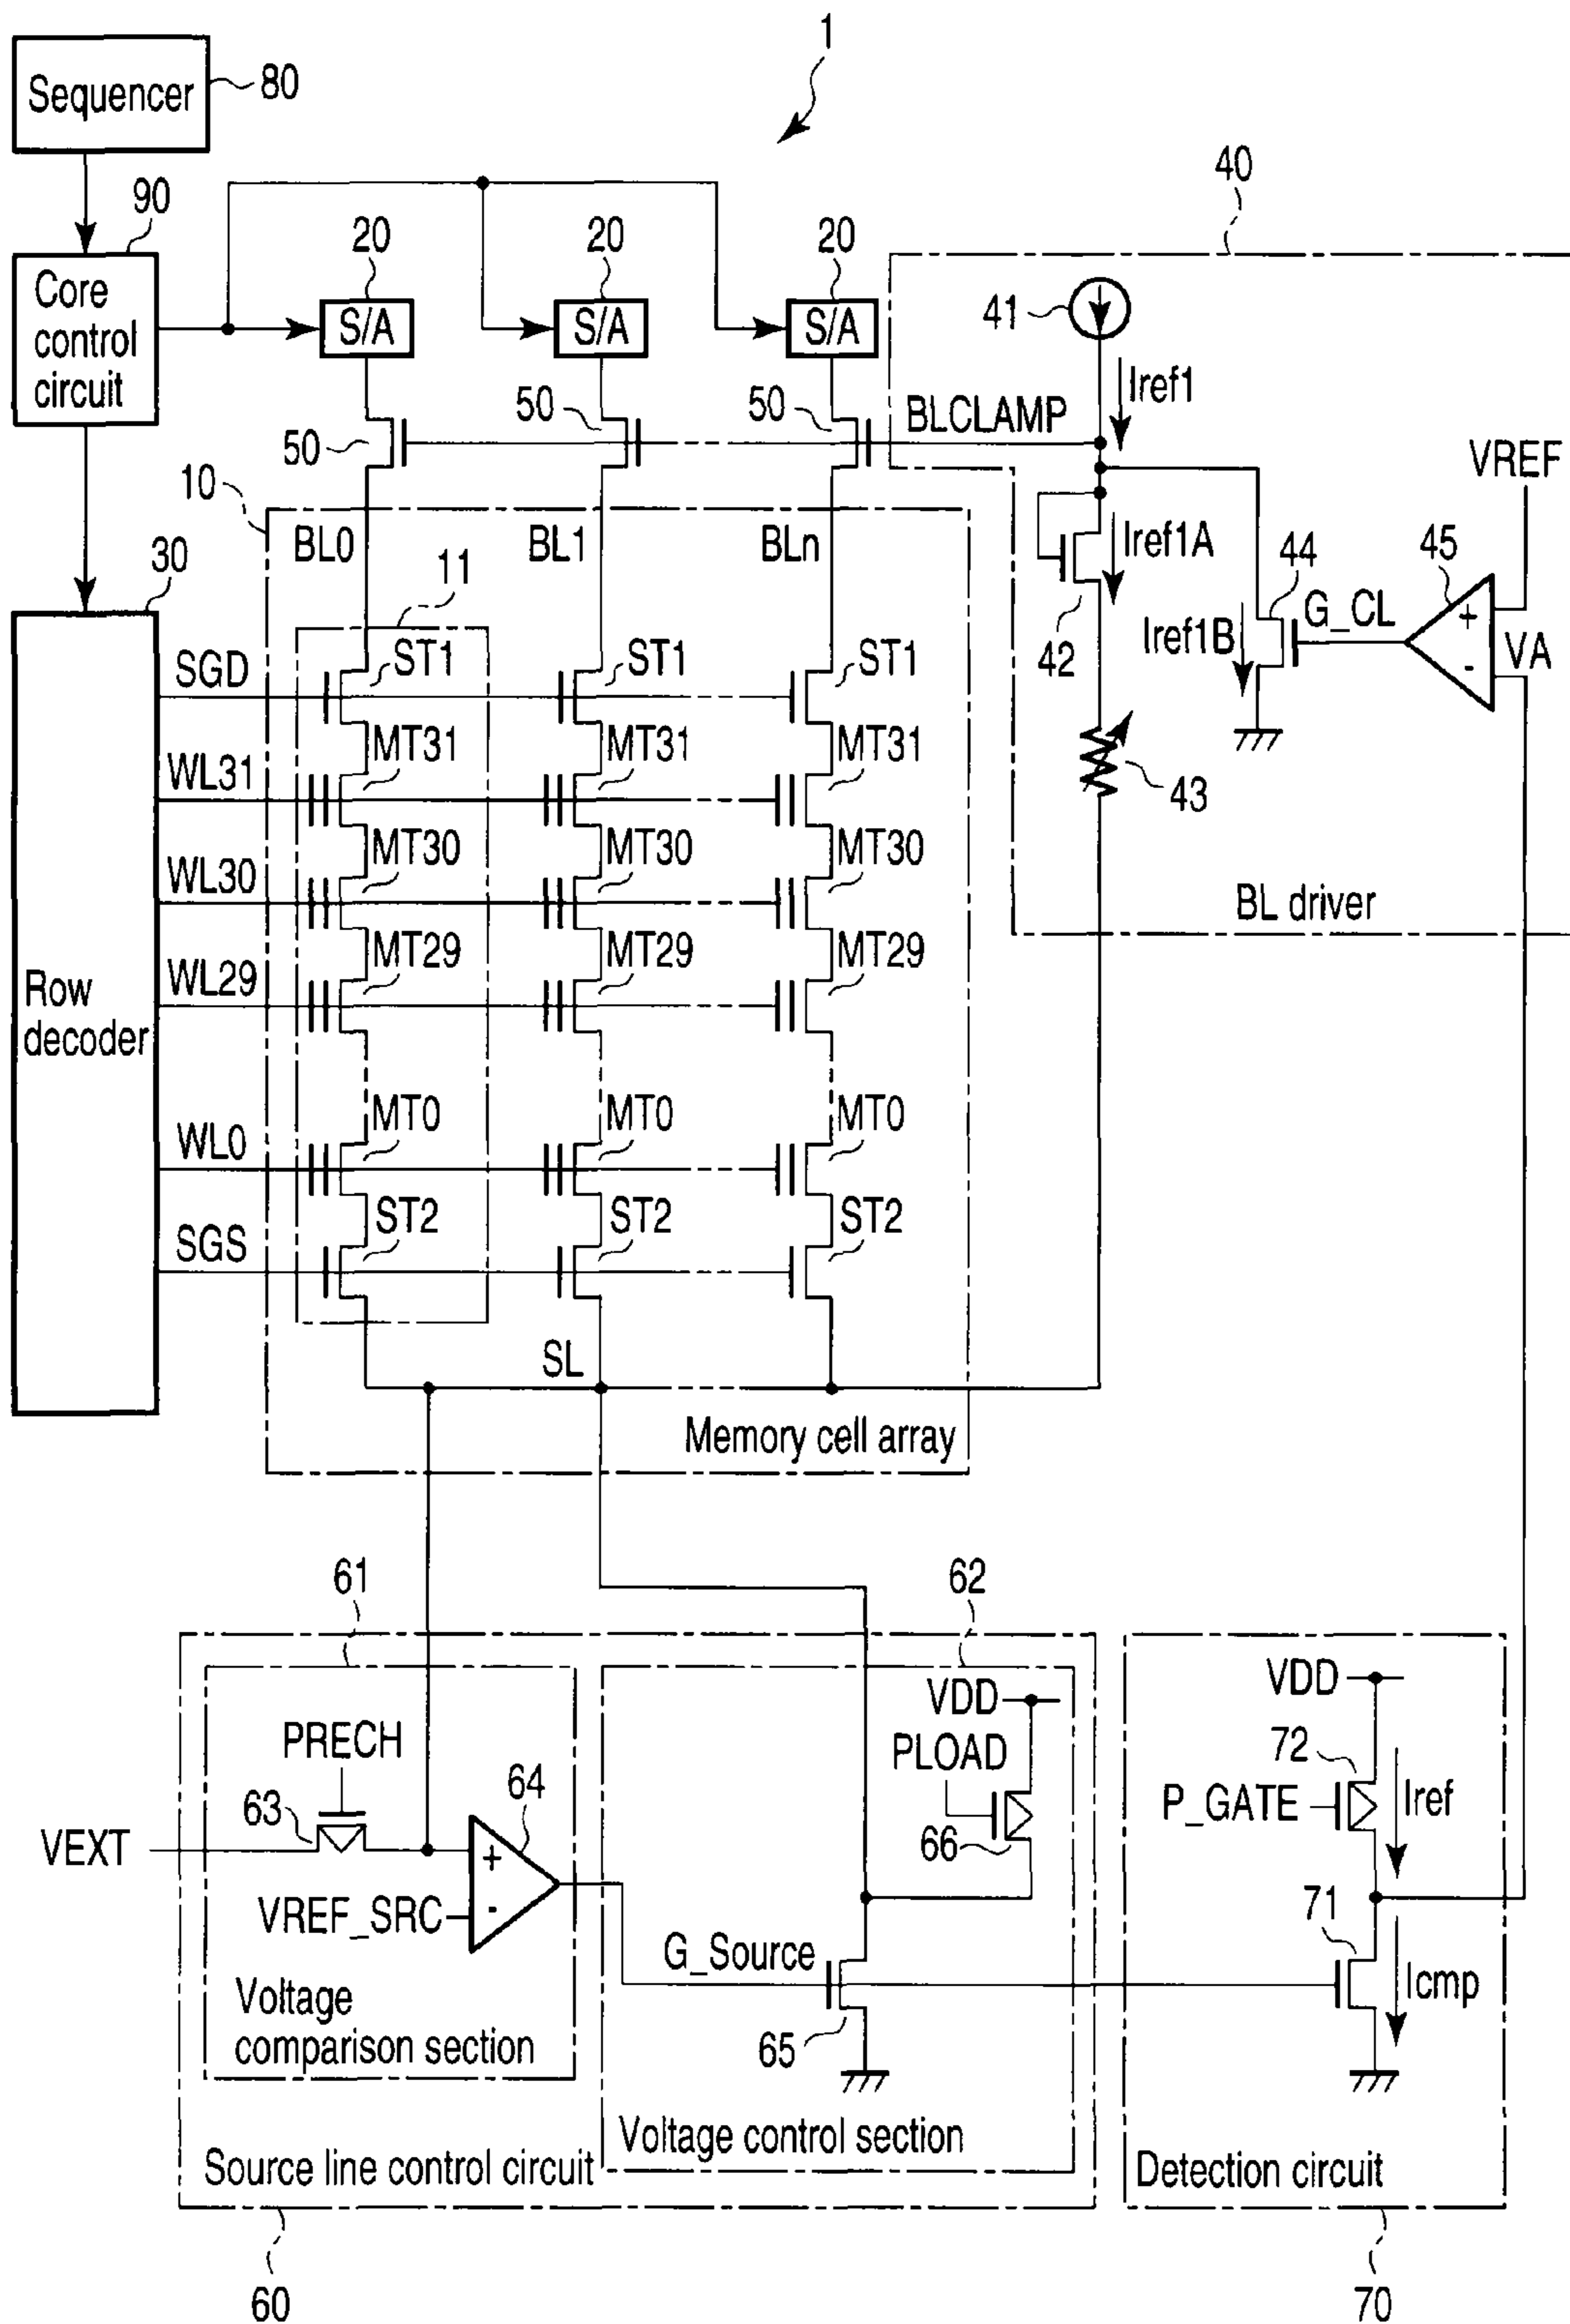 1
Sequencer
80
90
40
20
20
20
Core
control
circuit
S/A
S/A
S/A
41
Iref1
50
50
50
BLCLAMP
VREF
10
BL0
BL1
BLn
Iref1A
44
45
30
11
G_CL
+
SGD
ST1
ST1
ST1
42
Iref1B
-
VA
MT31
MT31
MT31
WL31
43
MT30
MT30
MT30
WL30
BL driver
MT29
MT29
MT29
WL29
Row
decoder
MT0
MT0
MT0
WL0
ST2
ST2
ST2
SGS
SL
Memory cell array
61
62
VDD
VDD
PRECH
PLOAD
72
64
63
P_GATE
Iref
VEXT
+
66
VREF_SRC
-
71
G_Source
Icmp
Voltage
comparison section
65
Voltage control section
Source line control circuit
Detection circuit
60
70